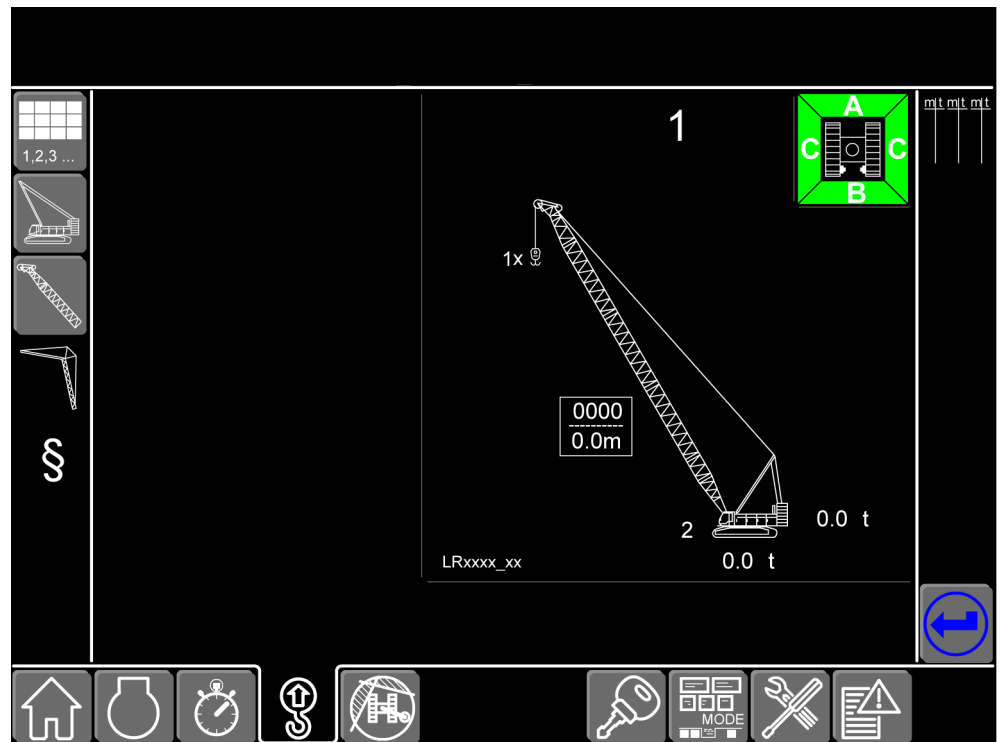 1,2,3 ...
§
1
A
C
C
B
m|t m|t m|t
1x
0000
0.0m
2
0.0 t
0.0 t
LRxxxx_xx
MODE